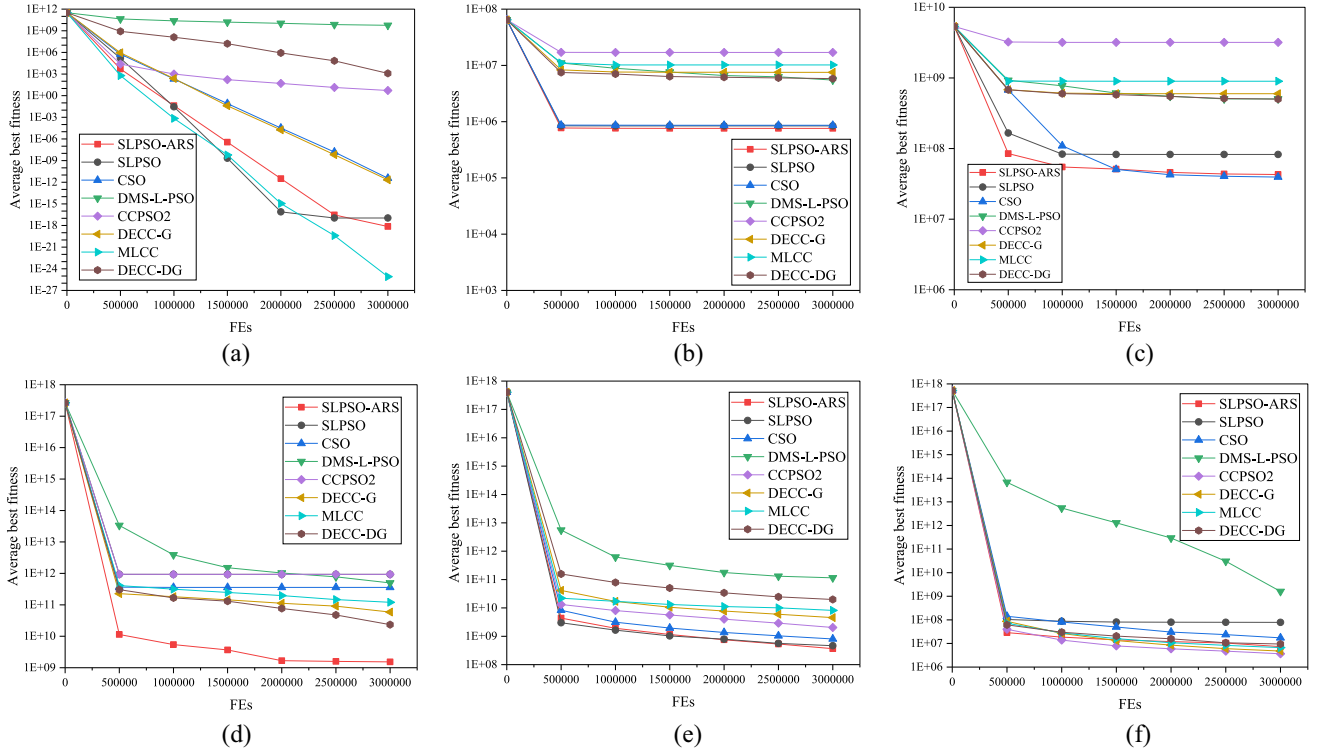 1E+12
1E+09
1E+06
1E+03
1E+00
1E−03
1E−06
1E−09
1E−12
1E−15
1E−18
1E−21
1E−24
1E−27
Average best fitness
SLPSO-ARS
SLPSO
CSO
DMS-L-PSO
CCPSO2
DECC-G
MLCC
DECC-DG
0 500000 1000000 1500000 2000000 2500000 3000000
FEs
(a)
1E+08
1E+07
1E+06
1E+05
1E+04
1E+03
Average best fitness
SLPSO-ARS
SLPSO
CSO
DMS-L-PSO
CCPSO2
DECC-G
MLCC
DECC-DG
0 500000 1000000 1500000 2000000 2500000 3000000
FEs
(b)
1E+10
1E+09
1E+08
1E+07
1E+06
Average best fitness
SLPSO-ARS
SLPSO
CSO
DMS-L-PSO
CCPSO2
DECC-G
MLCC
DECC-DG
0 500000 1000000 1500000 2000000 2500000 3000000
FEs
(c)
1E+18
1E+17
1E+16
1E+15
1E+14
1E+13
1E+12
1E+11
1E+10
1E+09
Average best fitness
SLPSO-ARS
SLPSO
CSO
DMS-L-PSO
CCPSO2
DECC-G
MLCC
DECC-DG
0 500000 1000000 1500000 2000000 2500000 3000000
FEs
(d)
1E+18
1E+17
1E+16
1E+15
1E+14
1E+13
1E+12
1E+11
1E+10
1E+09
1E+08
Average best fitness
SLPSO-ARS
SLPSO
CSO
DMS-L-PSO
CCPSO2
DECC-G
MLCC
DECC-DG
0 500000 1000000 1500000 2000000 2500000 3000000
FEs
(e)
1E+18
1E+17
1E+16
1E+15
1E+14
1E+13
1E+12
1E+11
1E+10
1E+09
1E+08
1E+07
1E+06
Average best fitness
SLPSO-ARS
SLPSO
CSO
DMS-L-PSO
CCPSO2
DECC-G
MLCC
DECC-DG
0 500000 1000000 1500000 2000000 2500000 3000000
FEs
(f)